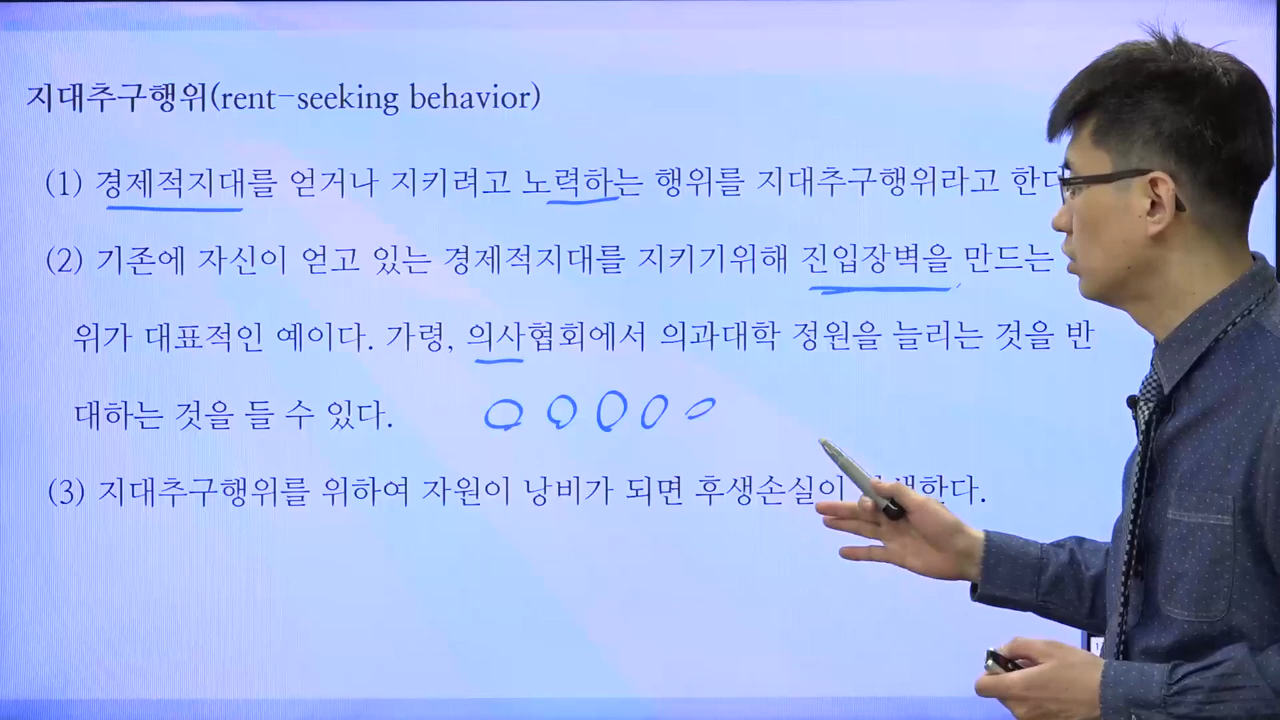 지대추구행위(rent-seeking behavior)
(1) 경제적지대를 얻거나 지키려고 노력하는 행위를 지대추구행위라고 한다
(2) 기존에 자신이 얻고 있는 경제적지대를 지키기위해 진입장벽을 만드는
위가 대표적인 예이다. 가령, 의사협회에서 의과대학 정원을 늘리는 것을 반
대하는 것을 들 수 있다.
(3) 지대추구행위를 위하여 자원이 낭비가 되면 후생손실이